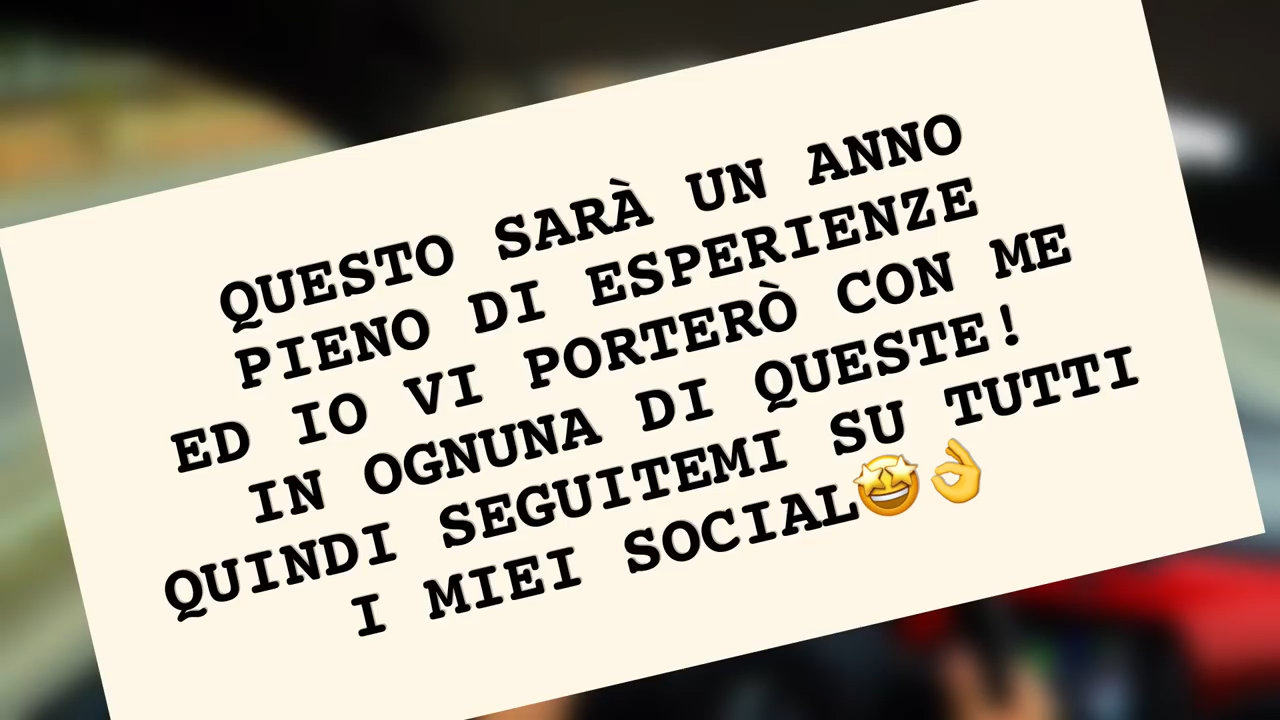 QUESTO SARÀ UN ANNO
PIENO DI ESPERIENZE
ED IO VI PORTERÒ CON ME
IN OGNUNA DI QUESTE!
QUINDI SEGUITEMI SU TUTTI
I MIEI SOCIAL🤩👌